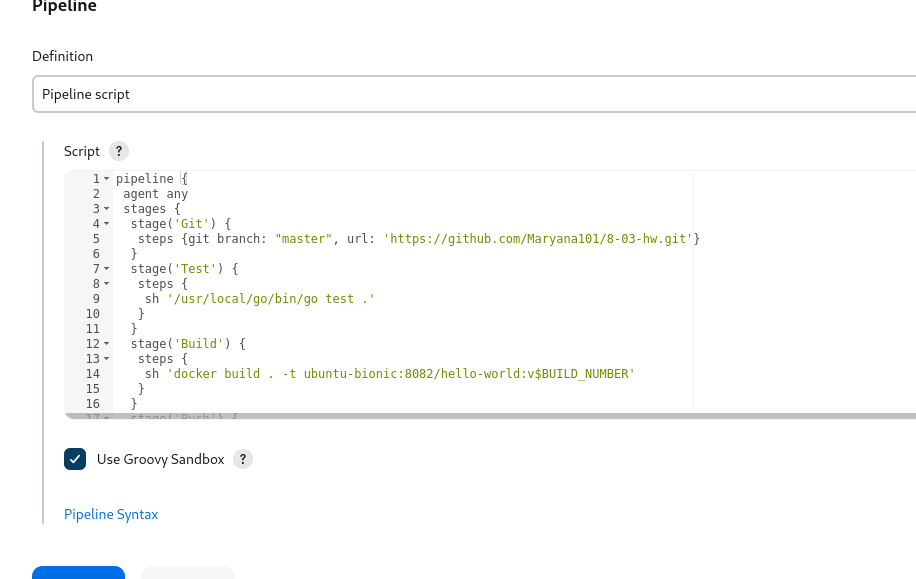 Pipeline
Definition
Pipeline script
Script ?
1 pipeline {
2 agent any
3 stages {
4 stage('Git') {
5 steps {git branch: "master", url: 'https://github.com/Maryana101/8-03-hw.git'}
6 }
7 stage('Test') {
8 steps {
9 sh '/usr/local/go/bin/go test .'
10 }
11 }
12 stage('Build') {
13 steps {
14 sh 'docker build . -t ubuntu-bionic:8082/hello-world:v$BUILD_NUMBER'
15 }
16 }
17 stage('Push') {
Use Groovy Sandbox ?
Pipeline Syntax